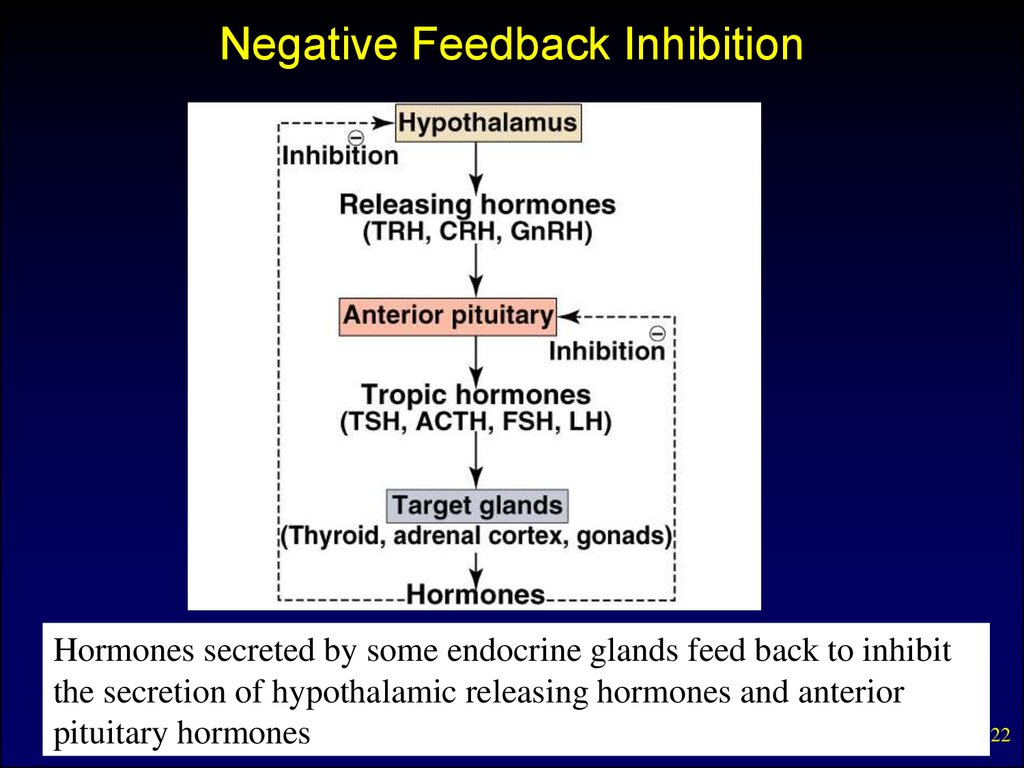 Negative Feedback Inhibition
Hypothalamus
⊖
Inhibition
Releasing hormones
(TRH, CRH, GnRH)
Anterior pituitary
⊖
Inhibition
Tropic hormones
(TSH, ACTH, FSH, LH)
Target glands
(Thyroid, adrenal cortex, gonads)
Hormones
Hormones secreted by some endocrine glands feed back to inhibit
the secretion of hypothalamic releasing hormones and anterior
pituitary hormones
22